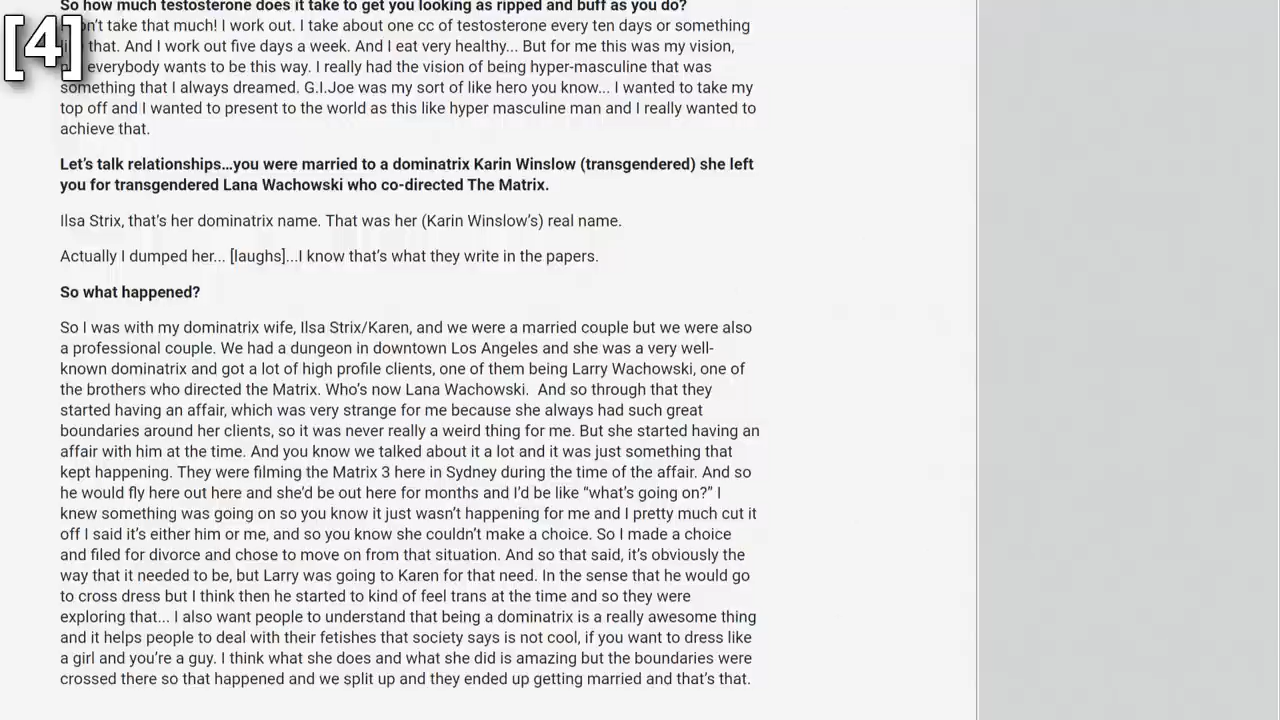 So how much testosterone does it take to get you looking as ripped and buff as you do?
[4]
n't take that much! I work out. I take about one cc of testosterone every ten days or something
that. And I work out five days a week. And I eat very healthy... But for me this was my vision,
everybody wants to be this way. I really had the vision of being hyper-masculine that was
something that I always dreamed. G.I.Joe was my sort of like hero you know... I wanted to take my
top off and I wanted to present to the world as this like hyper masculine man and I really wanted to
achieve that.
Let's talk relationships…you were married to a dominatrix Karin Winslow (transgendered) she left
you for transgendered Lana Wachowski who co-directed The Matrix.
Ilsa Strix, that's her dominatrix name. That was her (Karin Winslow's) real name.
Actually I dumped her... [laughs]...I know that's what they write in the papers.
So what happened?
So I was with my dominatrix wife, Ilsa Strix/Karen, and we were a married couple but we were also
a professional couple. We had a dungeon in downtown Los Angeles and she was a very well-
known dominatrix and got a lot of high profile clients, one of them being Larry Wachowski, one of
the brothers who directed the Matrix. Who's now Lana Wachowski.  And so through that they
started having an affair, which was very strange for me because she always had such great
boundaries around her clients, so it was never really a weird thing for me. But she started having an
affair with him at the time. And you know we talked about it a lot and it was just something that
kept happening. They were filming the Matrix 3 here in Sydney during the time of the affair. And so
he would fly here out here and she'd be out here for months and I'd be like “what's going on?” I
knew something was going on so you know it just wasn't happening for me and I pretty much cut it
off I said it's either him or me, and so you know she couldn't make a choice. So I made a choice
and filed for divorce and chose to move on from that situation. And so that said, it's obviously the
way that it needed to be, but Larry was going to Karen for that need. In the sense that he would go
to cross dress but I think then he started to kind of feel trans at the time and so they were
exploring that... I also want people to understand that being a dominatrix is a really awesome thing
and it helps people to deal with their fetishes that society says is not cool, if you want to dress like
a girl and you're a guy. I think what she does and what she did is amazing but the boundaries were
crossed there so that happened and we split up and they ended up getting married and that's that.